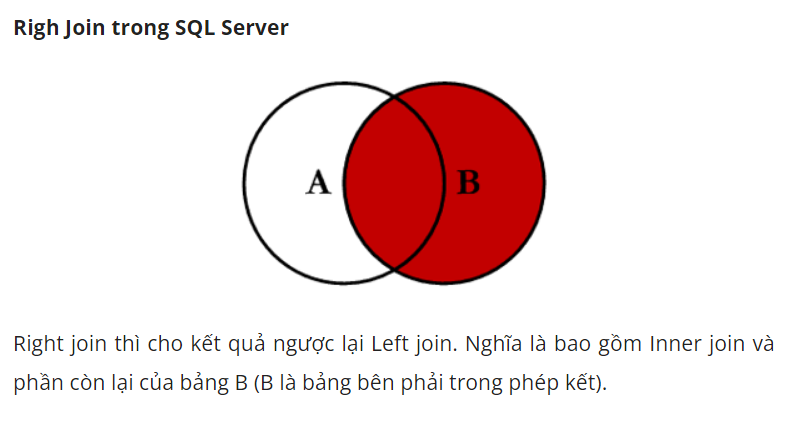 Righ Join trong SQL Server
A B
Right join thì cho kết quả ngược lại Left join. Nghĩa là bao gồm Inner join và
phần còn lại của bảng B (B là bảng bên phải trong phép kết).